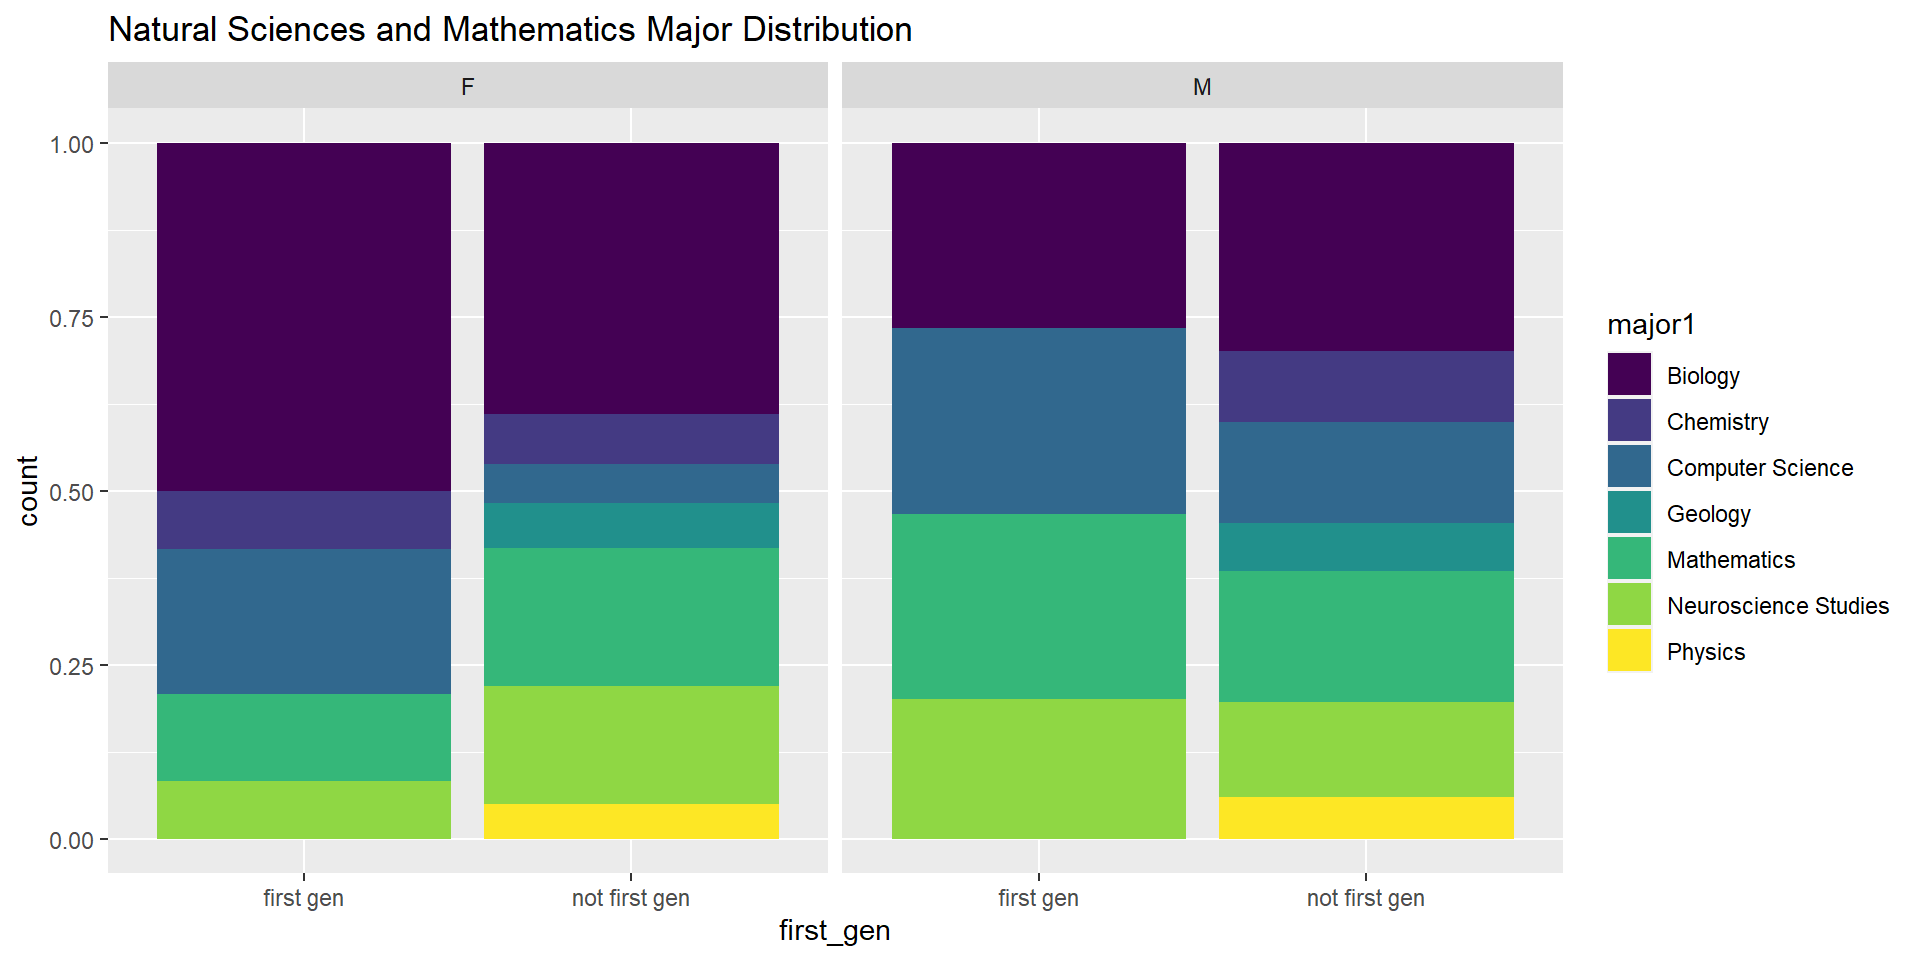 Natural Sciences and Mathematics Major Distribution
F
M
count
1.00
0.75
0.50
0.25
0.00
first gen
not first gen
first gen
not first gen
first_gen
major1
Biology
Chemistry
Computer Science
Geology
Mathematics
Neuroscience Studies
Physics